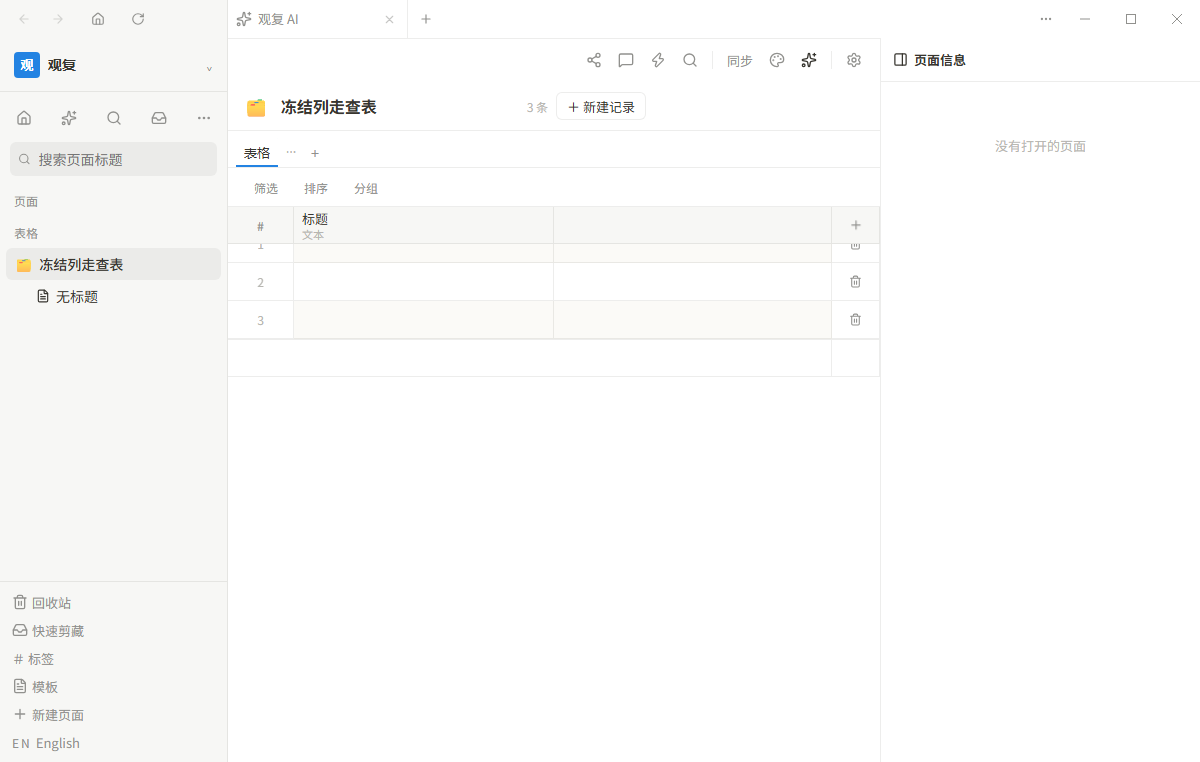 观复 AI
观 观复
搜索页面标题
页面
表格
冻结列走查表
无标题
回收站
快速剪藏
# 标签
模板
新建页面
EN English
同步
冻结列走查表
3 条
新建记录
表格
筛选 排序 分组
# 标题
文本
1
2
3
页面信息
没有打开的页面